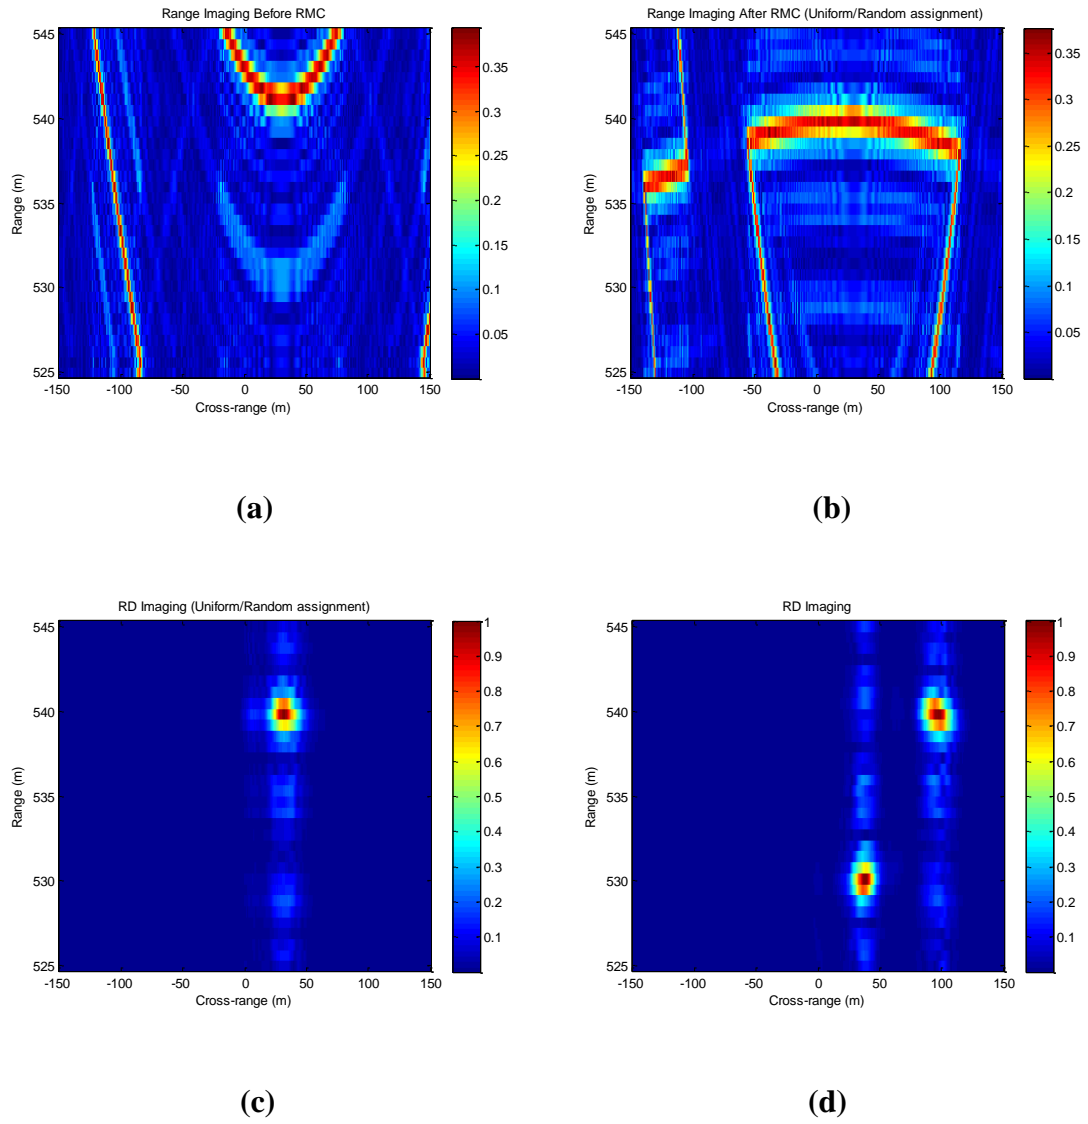 Range Imaging Before RMC
545
540
535
530
525
Range (m)
-150 -100 -50 0 50 100 150
Cross-range (m)
0.35
0.3
0.25
0.2
0.15
0.1
0.05
(a)
Range Imaging After RMC (Uniform/Random assignment)
545
540
535
530
525
Range (m)
-150 -100 -50 0 50 100 150
Cross-range (m)
0.35
0.3
0.25
0.2
0.15
0.1
0.05
(b)
RD Imaging (Uniform/Random assignment)
545
540
535
530
525
Range (m)
-150 -100 -50 0 50 100 150
Cross-range (m)
1
0.9
0.8
0.7
0.6
0.5
0.4
0.3
0.2
0.1
(c)
RD Imaging
545
540
535
530
525
Range (m)
-150 -100 -50 0 50 100 150
Cross-range (m)
1
0.9
0.8
0.7
0.6
0.5
0.4
0.3
0.2
0.1
(d)